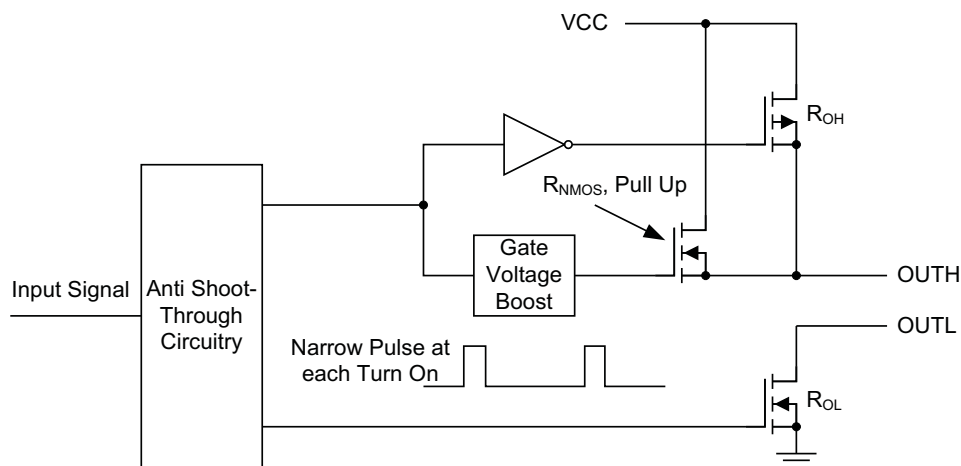 VCC
R_OH
R_NMOS, Pull Up
Gate
Voltage
Boost
OUTH
Input Signal
Anti Shoot-
Through
Circuitry
OUTL
Narrow Pulse at
each Turn On
R_OL